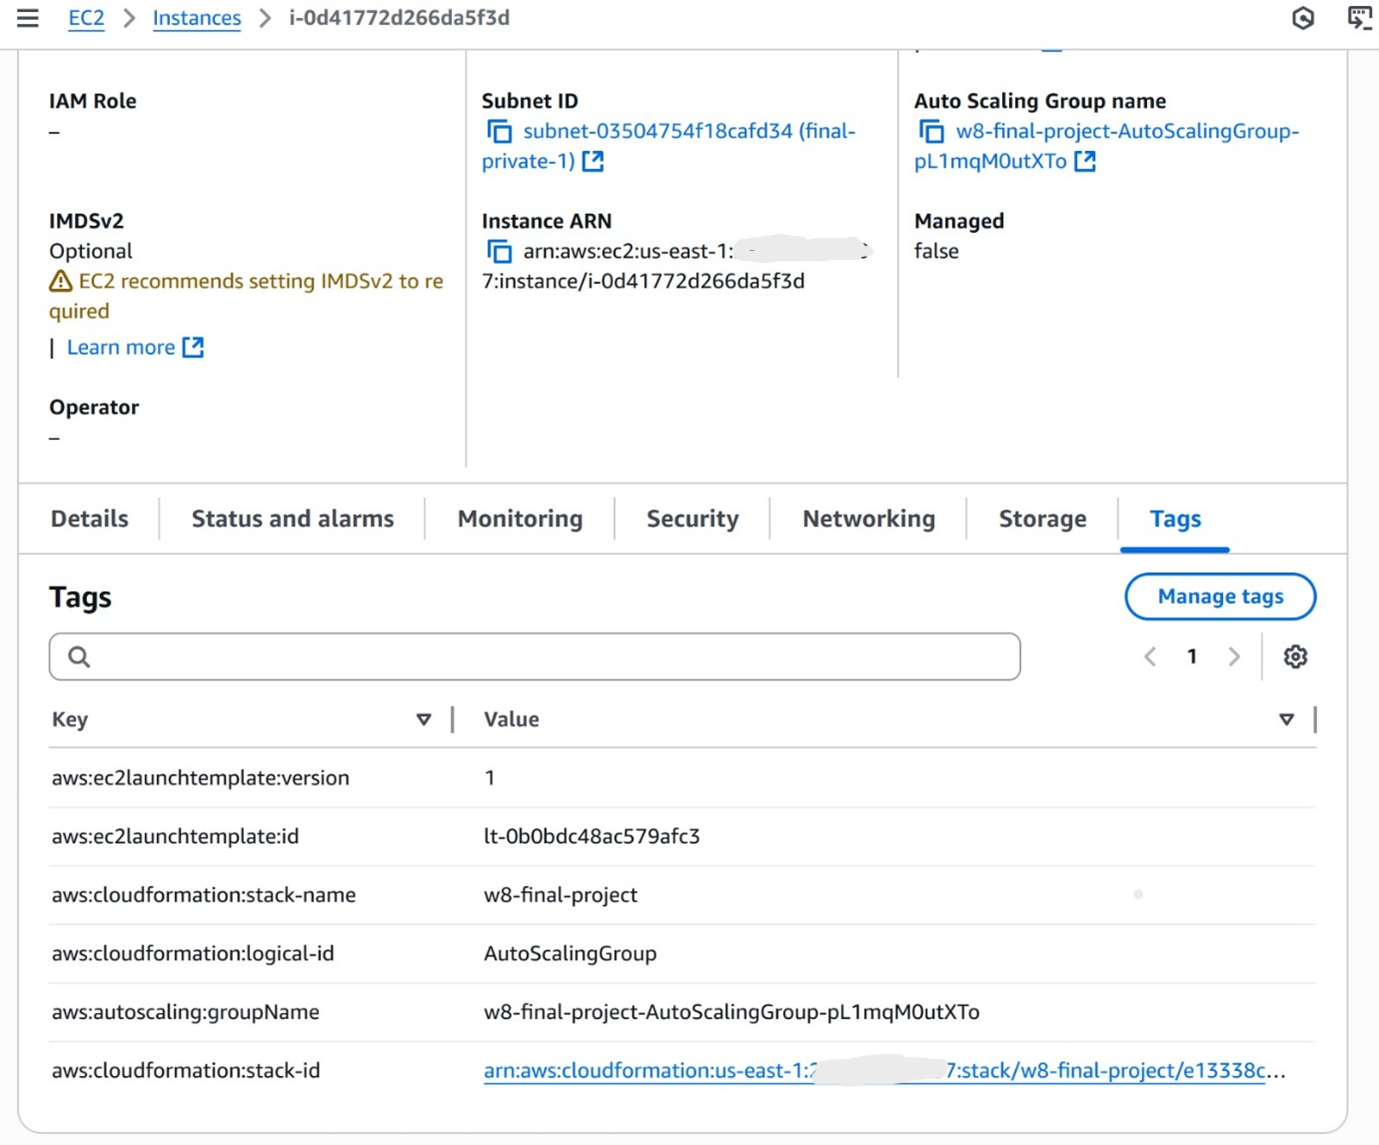 EC2 > Instances > i-0d41772d266da5f3d
IAM Role
–
Subnet ID
subnet-03504754f18cafd34 (final-
private-1)
Auto Scaling Group name
w8-final-project-AutoScalingGroup-
pL1mqM0utXTo
IMDSv2
Optional
EC2 recommends setting IMDSv2 to re
quired
| Learn more
Instance ARN
arn:aws:ec2:us-east-1:
7:instance/i-0d41772d266da5f3d
Managed
false
Operator
–
Details
Status and alarms
Monitoring
Security
Networking
Storage
Tags
Tags
Manage tags
1
Key
Value
aws:ec2launchtemplate:version
1
aws:ec2launchtemplate:id
lt-0b0bdc48ac579afc3
aws:cloudformation:stack-name
w8-final-project
aws:cloudformation:logical-id
AutoScalingGroup
aws:autoscaling:groupName
w8-final-project-AutoScalingGroup-pL1mqM0utXTo
aws:cloudformation:stack-id
arn:aws:cloudformation:us-east-1: 7:stack/w8-final-project/e13338c...